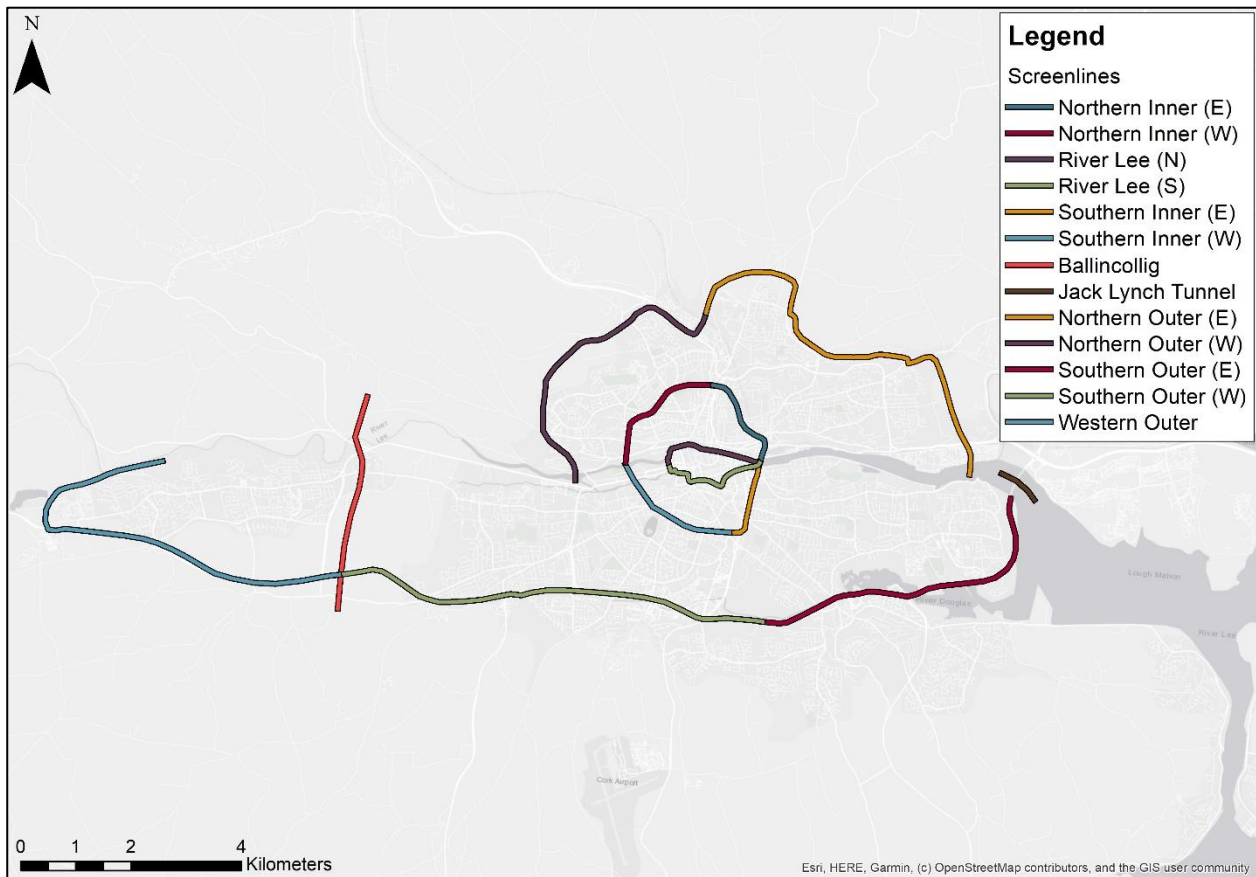 N
Legend
Screenlines
Northern Inner (E)
Northern Inner (W)
River Lee (N)
River Lee (S)
Southern Inner (E)
Southern Inner (W)
Ballincollig
Jack Lynch Tunnel
Northern Outer (E)
Northern Outer (W)
Southern Outer (E)
Southern Outer (W)
Western Outer
River
Lee
Lough Mahon
Douglas
River Lee
Cork Airport
0 1 2 4
Kilometers
Esri, HERE, Garmin, (c) OpenStreetMap contributors, and the GIS user community